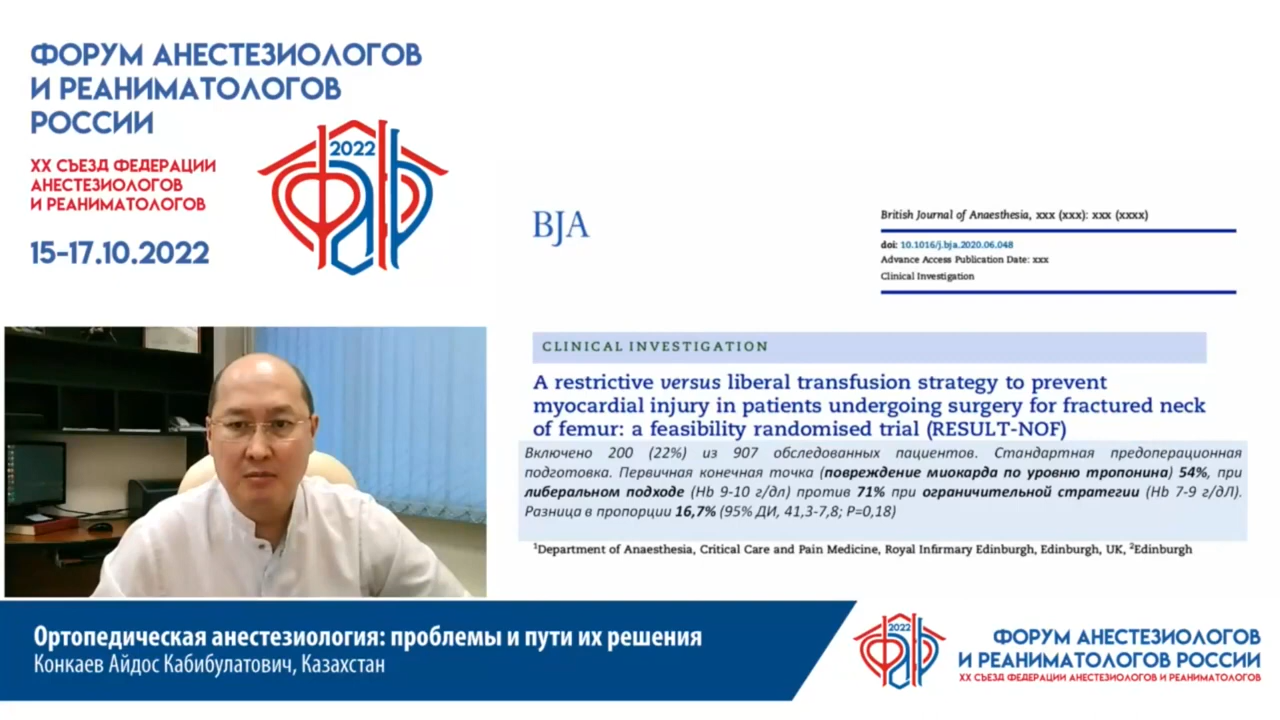 ФОРУМ АНЕСТЕЗИОЛОГОВ
И РЕАНИМАТОЛОГОВ
РОССИИ
XX СЪЕЗД ФЕДЕРАЦИИ
АНЕСТЕЗИОЛОГОВ
И РЕАНИМАТОЛОГОВ
15-17.10.2022
2022
ФАР
BJA
British Journal of Anaesthesia, xxx (xxx): xxx (xxxx)
doi: 10.1016/j.bja.2020.06.048
Advance Access Publication Date: xxx
Clinical Investigation
CLINICAL INVESTIGATION
A restrictive versus liberal transfusion strategy to prevent
myocardial injury in patients undergoing surgery for fractured neck
of femur: a feasibility randomised trial (RESULT-NOF)
Включено 200 (22%) из 907 обследованных пациентов. Стандартная предоперационная
подготовка. Первичная конечная точка (повреждение миокарда по уровню тропонина) 54%, при
либеральном подходе (Hb 9-10 г/дл) против 71% при ограничительной стратегии (Hb 7-9 г/дЛ).
Разница в пропорции 16,7% (95% ДИ, 41,3-7,8; P=0,18)
¹Department of Anaesthesia, Critical Care and Pain Medicine, Royal Infirmary Edinburgh, Edinburgh, UK, ²Edinburgh
Ортопедическая анестезиология: проблемы и пути их решения
Конкаев Айдос Кабибулатович, Казахстан
2022
ФАР
ФОРУМ АНЕСТЕЗИОЛОГОВ
И РЕАНИМАТОЛОГОВ РОССИИ
XX СЪЕЗД ФЕДЕРАЦИИ АНЕСТЕЗИОЛОГОВ И РЕАНИМАТОЛОГОВ